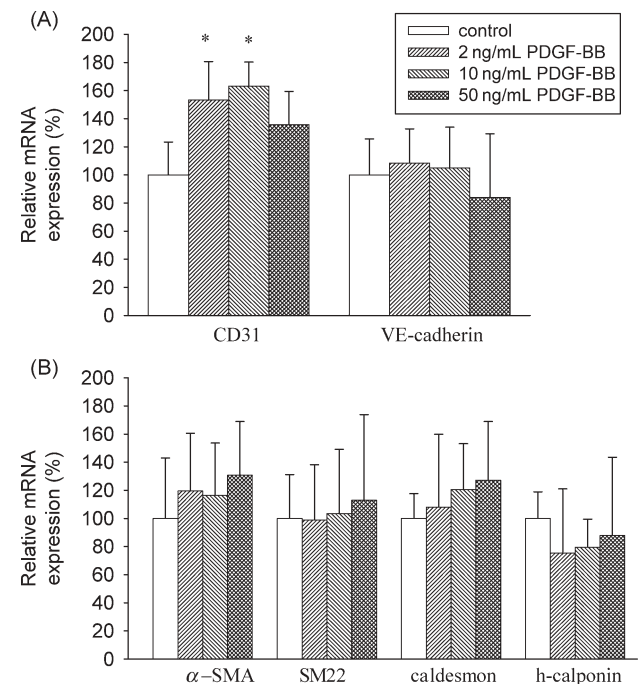 (A)
200
180
160
140
120
100
80
60
40
20
0
Relative mRNA
expression (%)
* *
control
2 ng/mL PDGF-BB
10 ng/mL PDGF-BB
50 ng/mL PDGF-BB
CD31 VE-cadherin
(B)
200
180
160
140
120
100
80
60
40
20
0
Relative mRNA
expression (%)
α–SMA SM22 caldesmon h-calponin